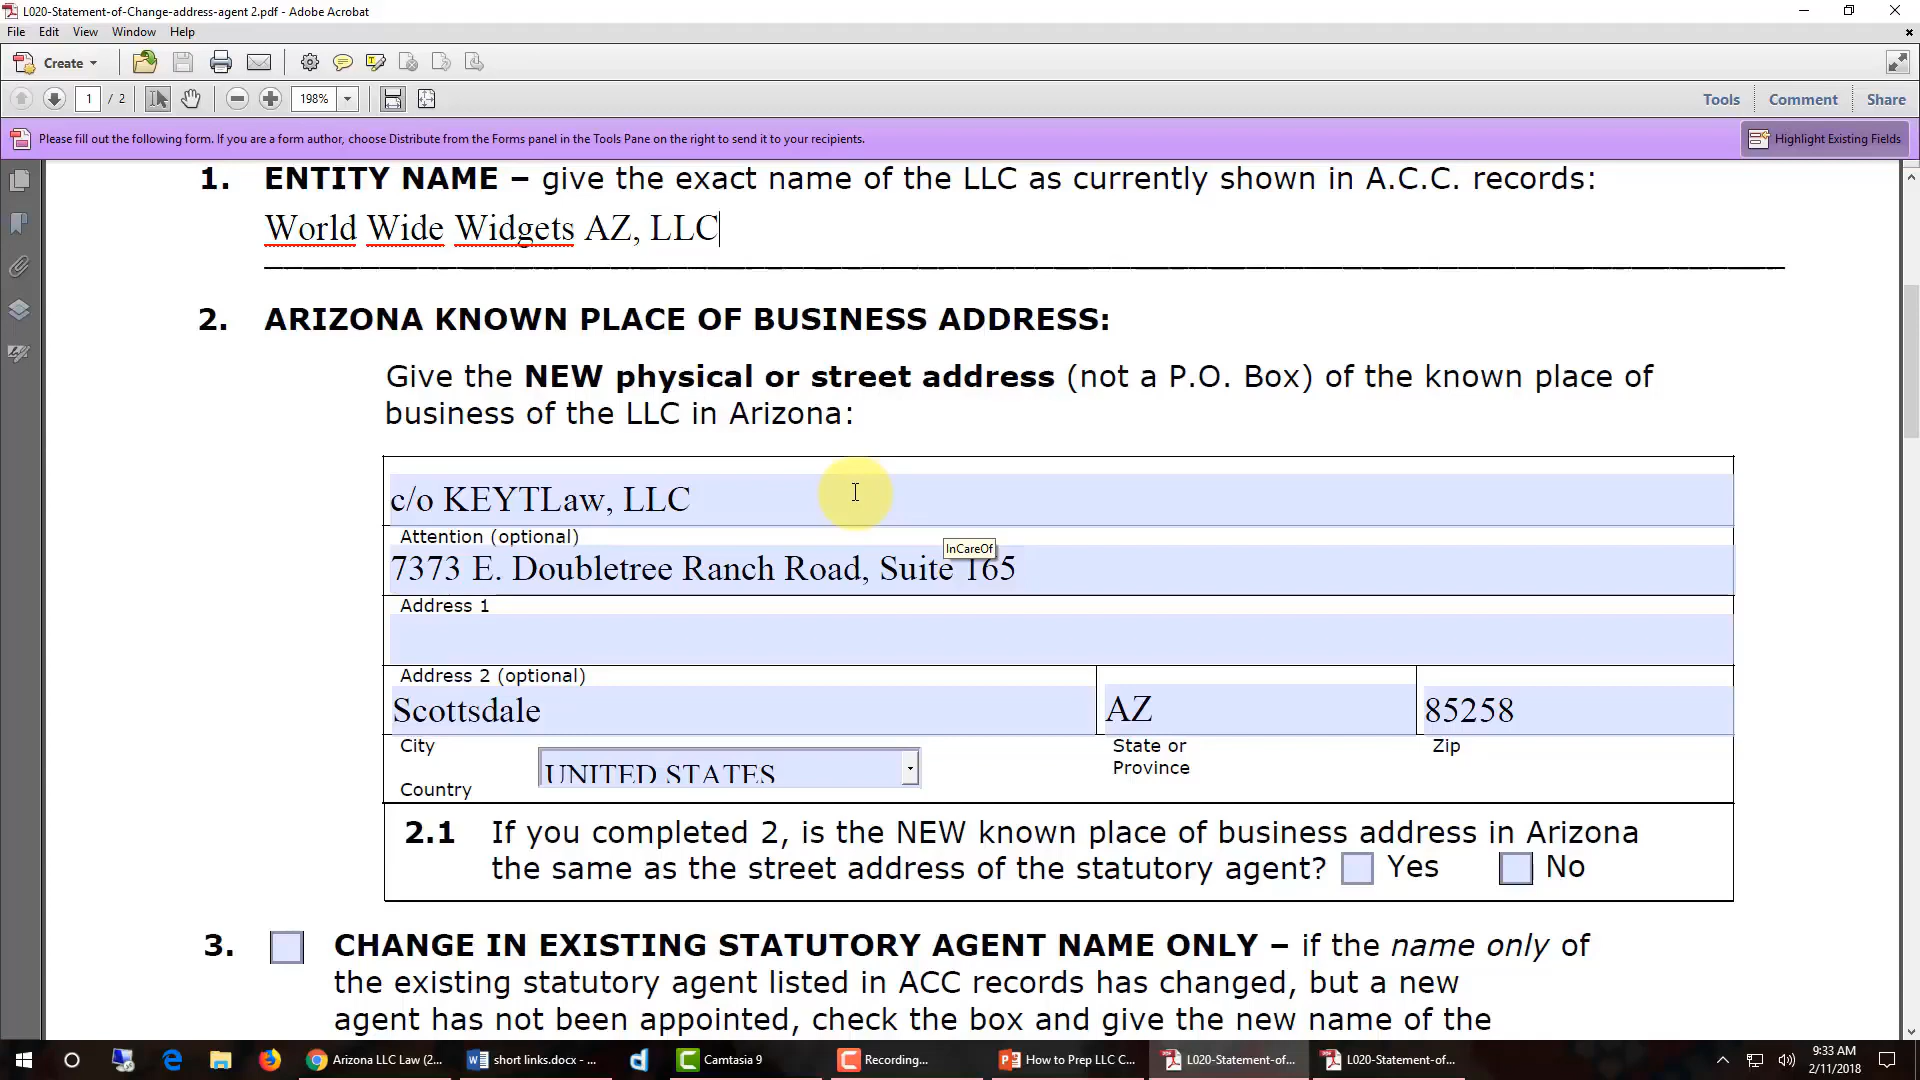 L020-Statement-of-Change-address-agent 2.pdf - Adobe Acrobat
File Edit View Window Help
Create
1 / 2 198% Tools Comment Share
Please fill out the following form. If you are a form author, choose Distribute from the Forms panel in the Tools Pane on the right to send it to your recipients. Highlight Existing Fields
1. ENTITY NAME – give the exact name of the LLC as currently shown in A.C.C. records:
World Wide Widgets AZ, LLC
2. ARIZONA KNOWN PLACE OF BUSINESS ADDRESS:
Give the NEW physical or street address (not a P.O. Box) of the known place of
business of the LLC in Arizona:
c/o KEYTLaw, LLC
Attention (optional)
InCareOf
7373 E. Doubletree Ranch Road, Suite 165
Address 1
Address 2 (optional)
Scottsdale AZ 85258
City State or Zip
Province
UNITED STATES
Country
2.1 If you completed 2, is the NEW known place of business address in Arizona
the same as the street address of the statutory agent? Yes No
3. CHANGE IN EXISTING STATUTORY AGENT NAME ONLY – if the name only of
the existing statutory agent listed in ACC records has changed, but a new
agent has not been appointed, check the box and give the new name of the
Arizona LLC Law (2... short links.docx - ... Camtasia 9 Recording... How to Prep LLC C... L020-Statement-of... L020-Statement-of...
9:33 AM
2/11/2018